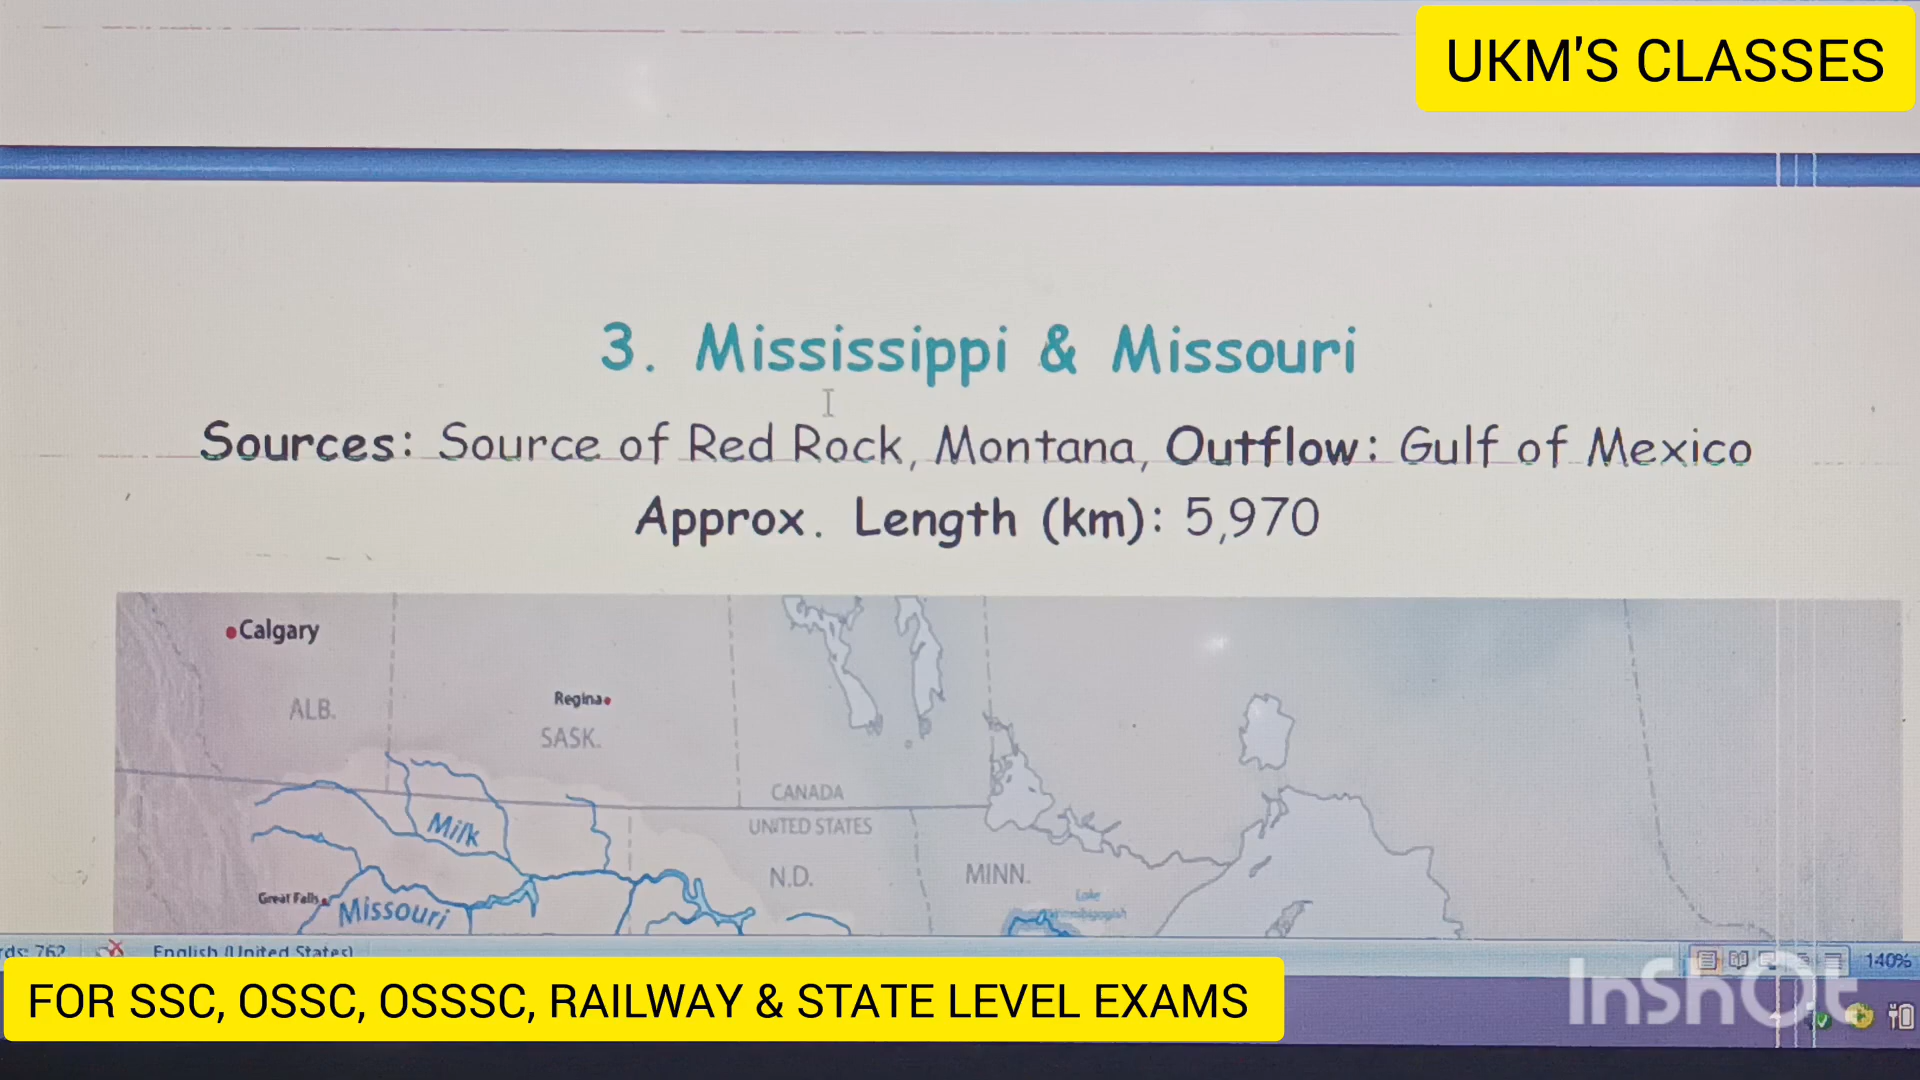 UKM'S CLASSES
3. Mississippi & Missouri
Sources: Source of Red Rock, Montana, Outflow: Gulf of Mexico
Approx. Length (km): 5,970
Calgary
ALB.
Regina
SASK.
CANADA
UNITED STATES
Milk
N.D.
MINN.
Great Falls
Missouri
Lake
English (United States)
140%
FOR SSC, OSSC, OSSSC, RAILWAY & STATE LEVEL EXAMS
InShOt